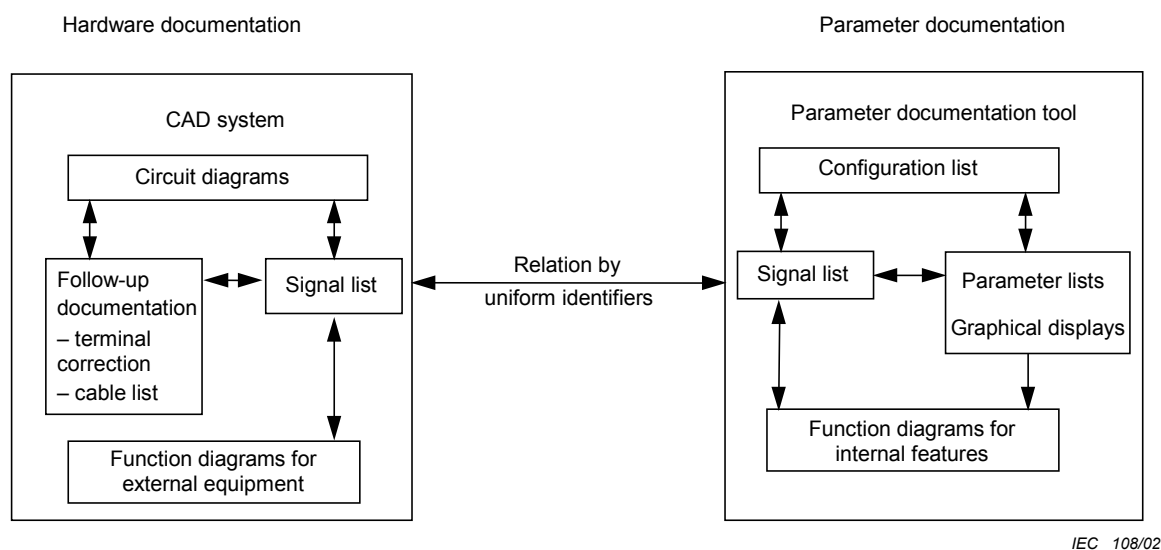 Hardware documentation
Parameter documentation
CAD system
Circuit diagrams
Follow-up
documentation
– terminal
correction
– cable list
Signal list
Function diagrams for
external equipment
Relation by
uniform identifiers
Parameter documentation tool
Configuration list
Signal list
Parameter lists
Graphical displays
Function diagrams for
internal features
IEC 108/02